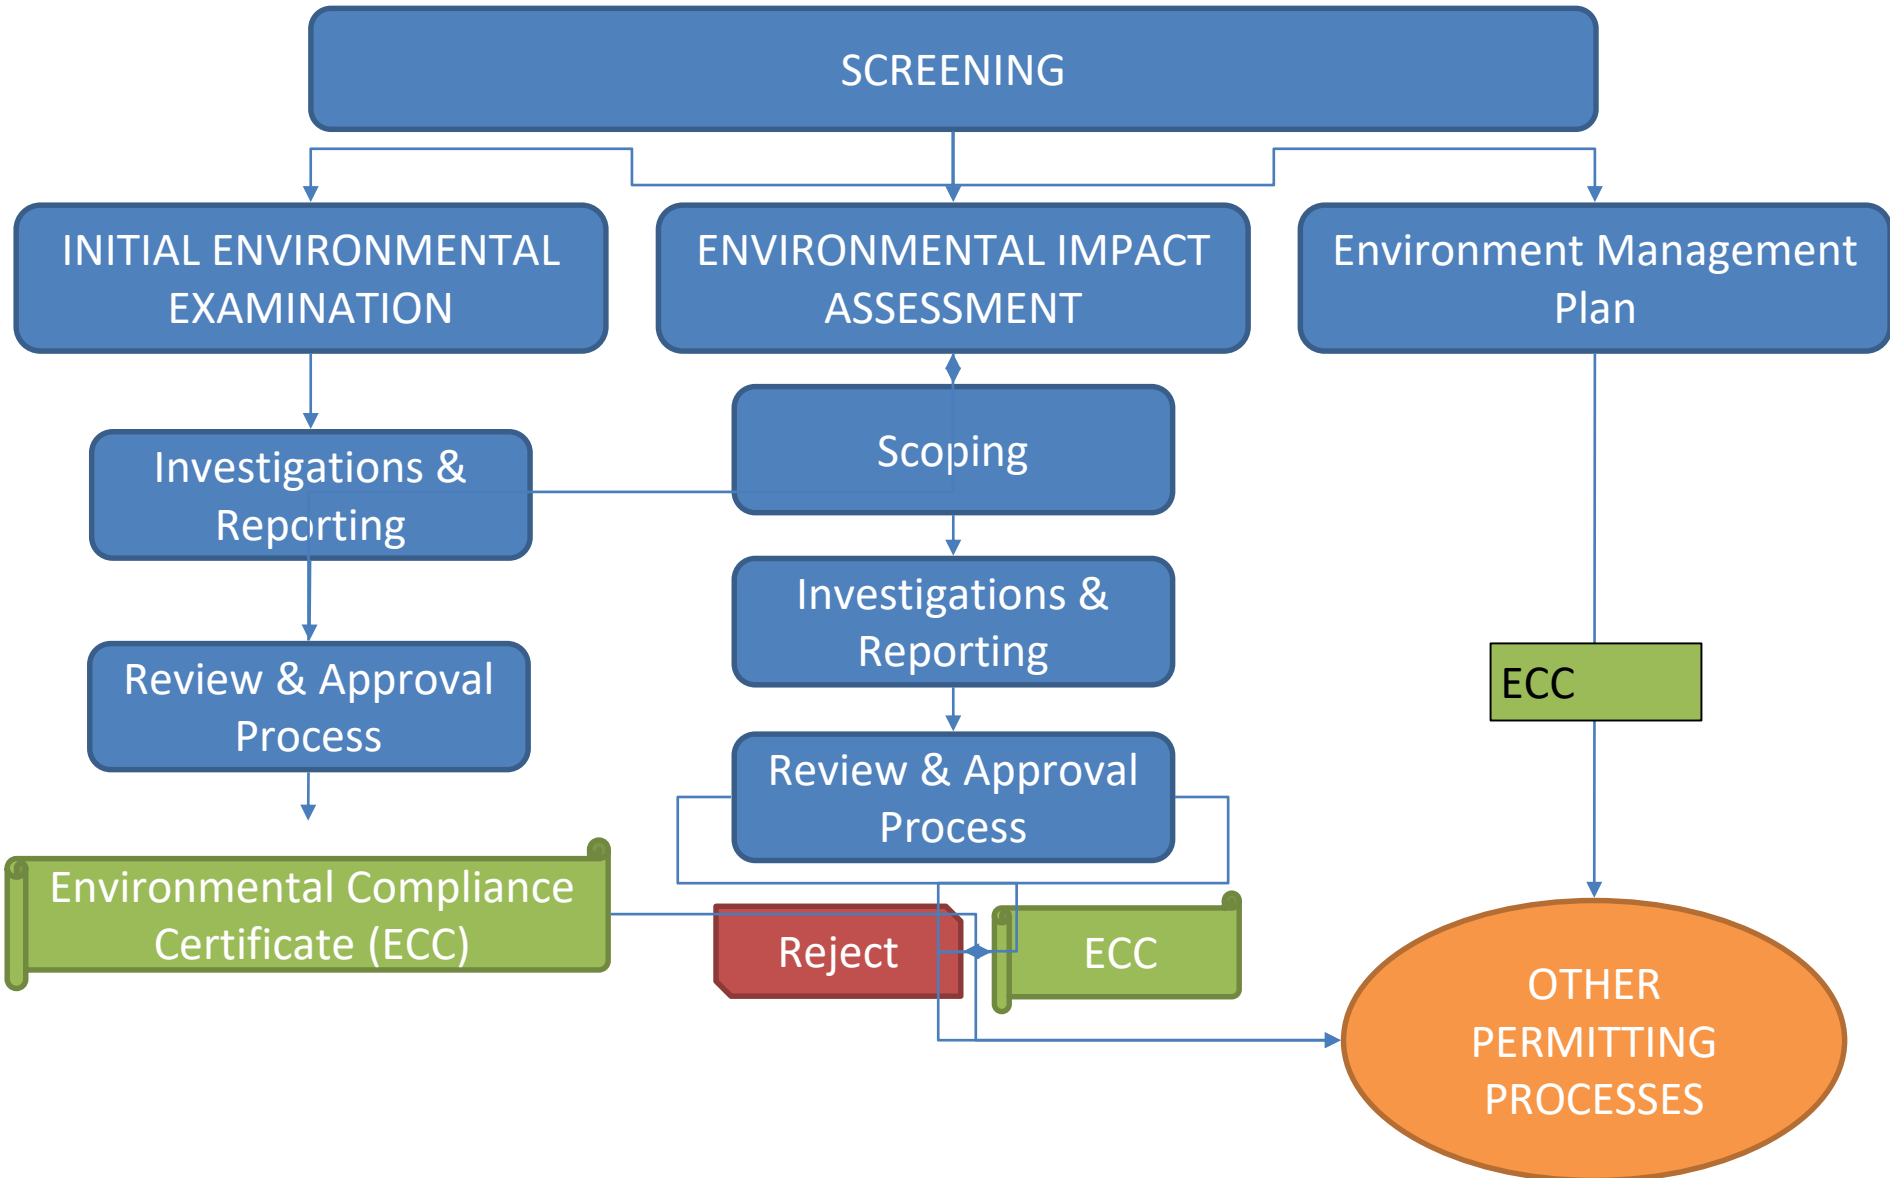 SCREENING
INITIAL ENVIRONMENTAL
EXAMINATION
ENVIRONMENTAL IMPACT
ASSESSMENT
Environment Management
Plan
Investigations &
Reporting
Scoping
Investigations &
Reporting
Review & Approval
Process
ECC
Review & Approval
Process
Environmental Compliance
Certificate (ECC)
Reject
ECC
OTHER
PERMITTING
PROCESSES